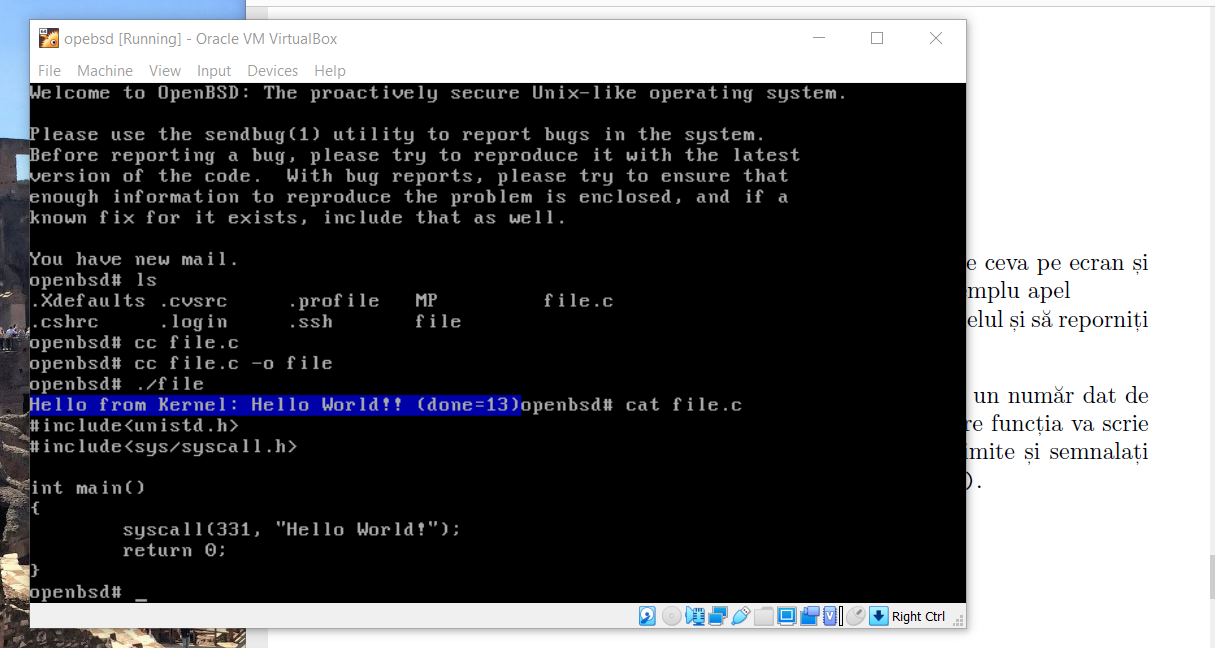 opebsd [Running] - Oracle VM VirtualBox
File Machine View Input Devices Help
Welcome to OpenBSD: The proactively secure Unix-like operating system.
Please use the sendbug(1) utility to report bugs in the system.
Before reporting a bug, please try to reproduce it with the latest
version of the code.  With bug reports, please try to ensure that
enough information to reproduce the problem is enclosed, and if a
known fix for it exists, include that as well.
You have new mail.
openbsd# ls
.Xdefaults .cvsrc .profile MP file.c
.cshrc .login .ssh file
openbsd# cc file.c
openbsd# cc file.c -o file
openbsd# ./file
Hello from Kernel: Hello World!! (done=13)openbsd# cat file.c
#include<unistd.h>
#include<sys/syscall.h>
int main()
{
syscall(331, "Hello World!");
return 0;
}
openbsd# _
Right Ctrl
e ceva pe ecran și
mplu apel
elul și să reporniți
un număr dat de
re funcția va scrie
mite și semnalați
).